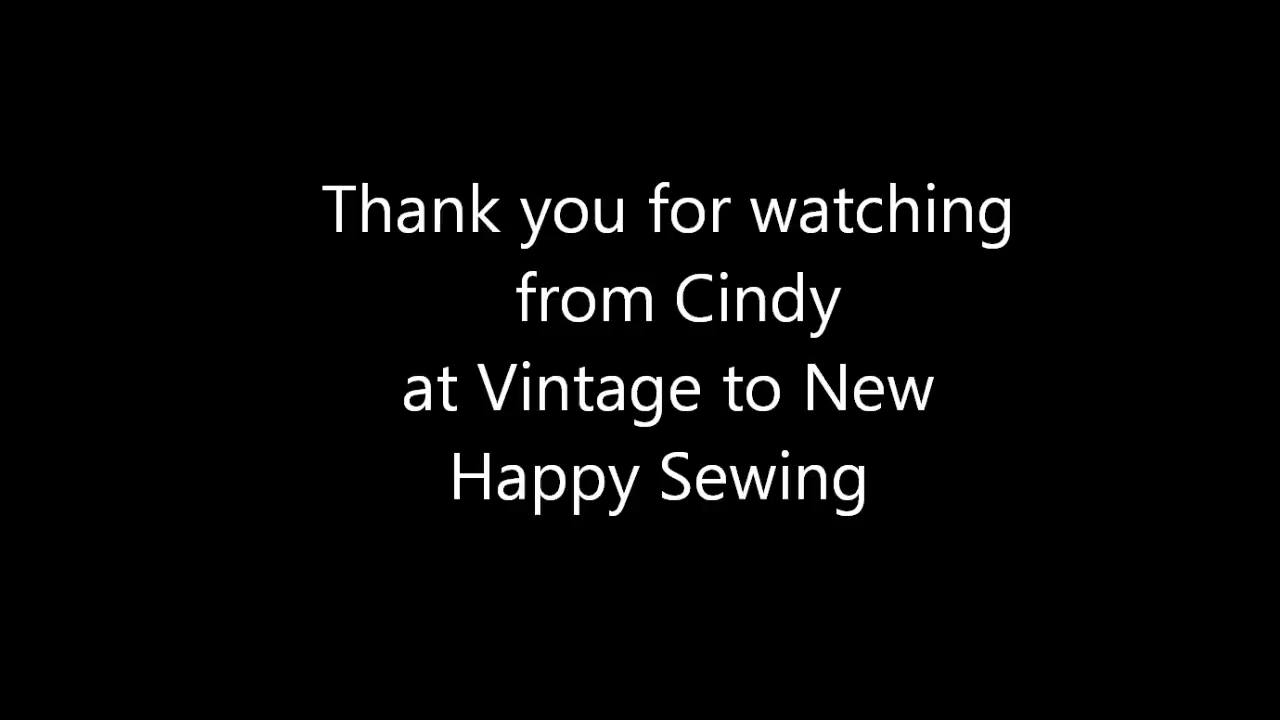 Thank you for watching
from Cindy
at Vintage to New
Happy Sewing